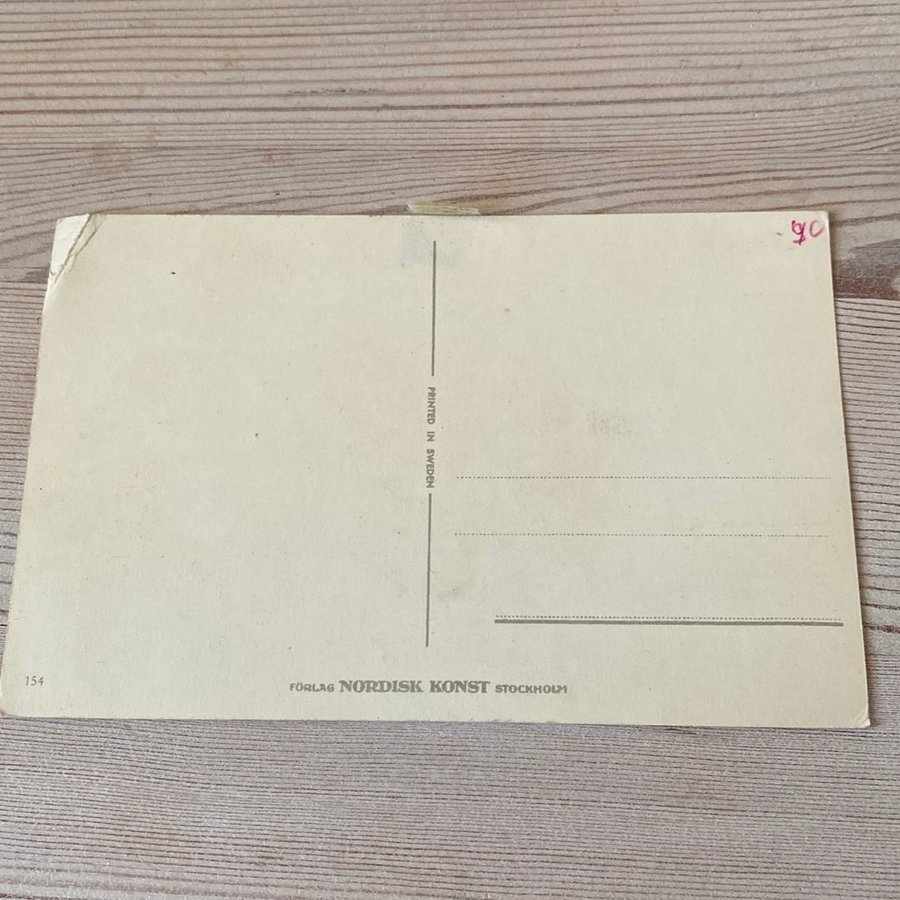 -90
PRINTED IN SWEDEN
154
FÖRLAG NORDISK KONST STOCKHOLM